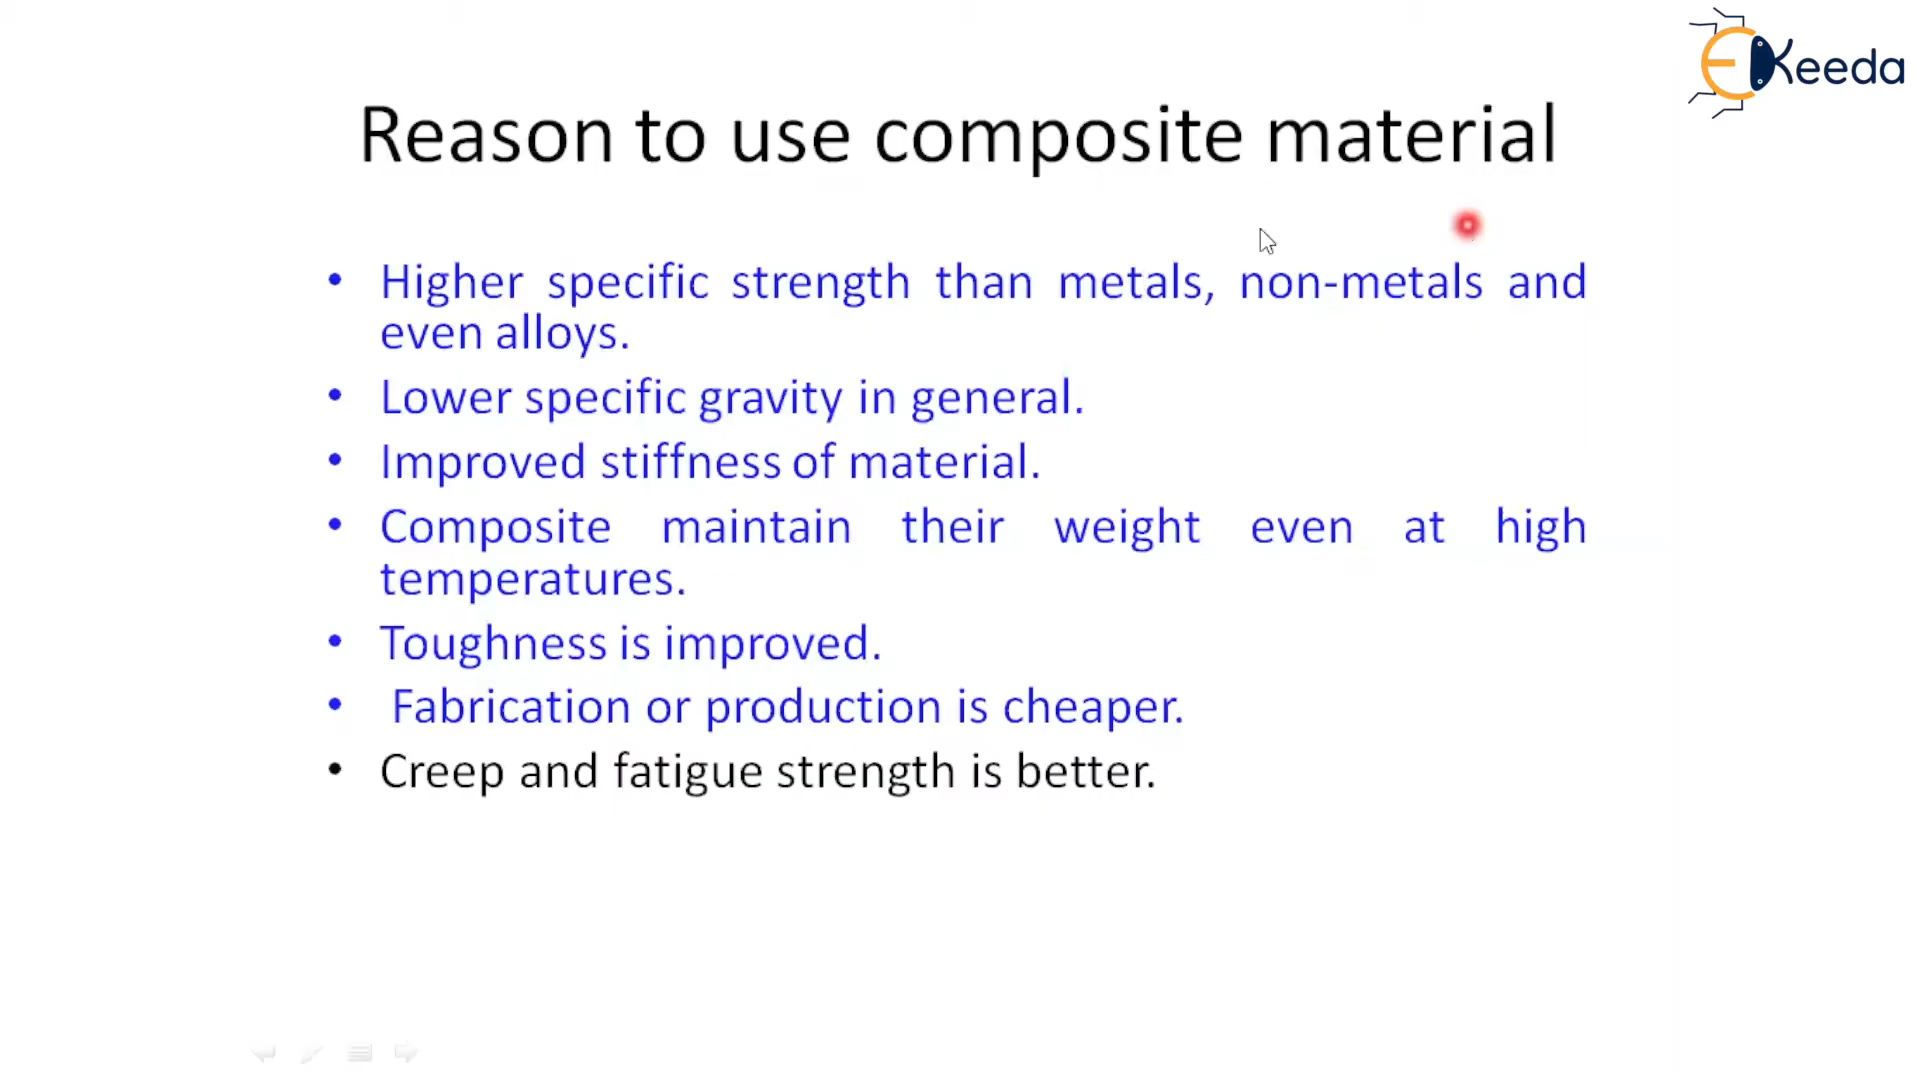 EKeeda
Reason to use composite material
• Higher specific strength than metals, non-metals and
even alloys.
• Lower specific gravity in general.
• Improved stiffness of material.
• Composite maintain their weight even at high
temperatures.
• Toughness is improved.
• Fabrication or production is cheaper.
• Creep and fatigue strength is better.